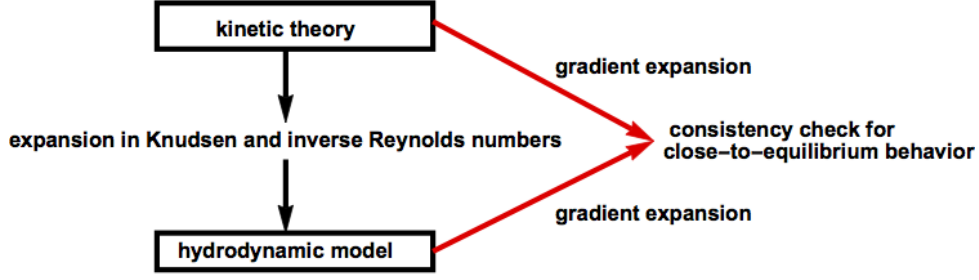 kinetic theory
gradient expansion
expansion in Knudsen and inverse Reynolds numbers
consistency check for
close–to–equilibrium behavior
gradient expansion
hydrodynamic model